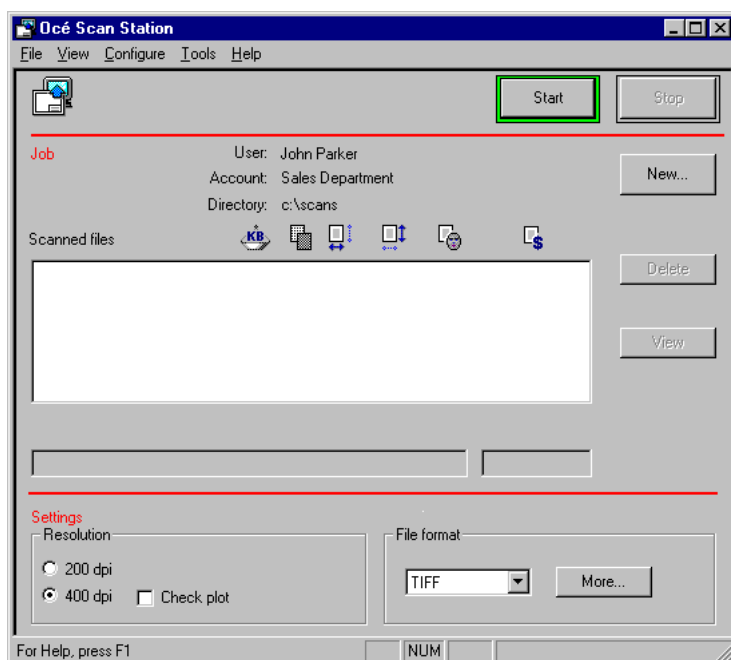 Océ Scan Station
File View Configure Tools Help
Start Stop
Job User: John Parker
Account: Sales Department
New...
Directory: c:\scans
Scanned files KB $
Delete
View
Settings
Resolution File format
200 dpi
400 dpi Check plot TIFF More...
For Help, press F1 NUM